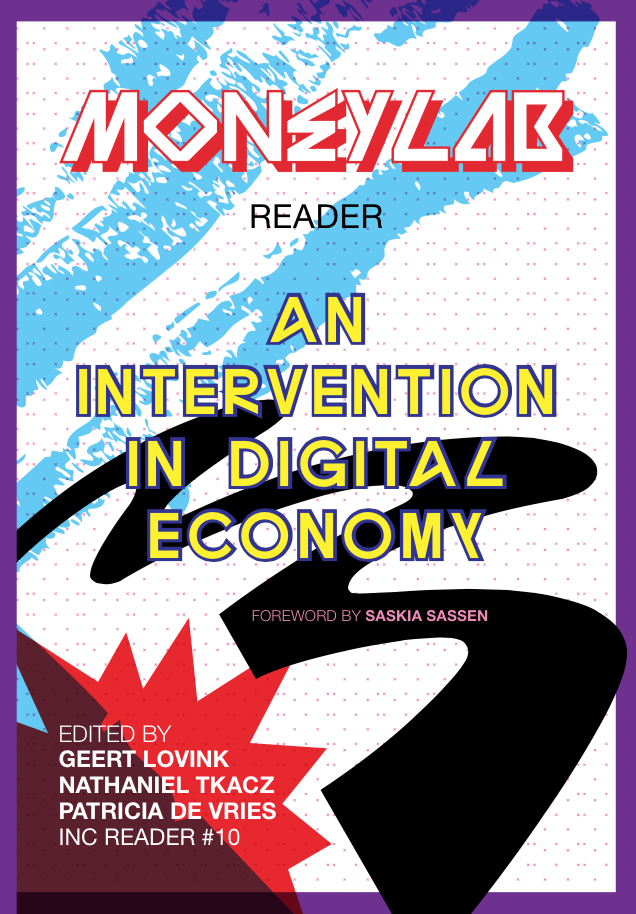 MONEYLAB
READER
AN
INTERVENTION
IN DIGITAL
ECONOMY
FOREWORD BY SASKIA SASSEN
EDITED BY
GEERT LOVINK
NATHANIEL TKACZ
PATRICIA DE VRIES
INC READER #10